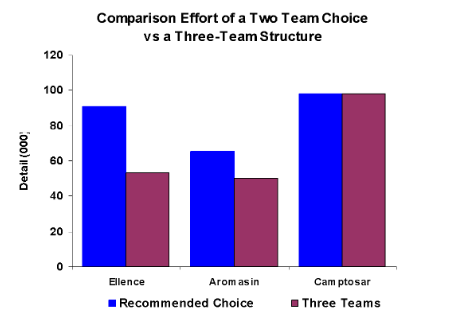 Comparison Effort of a Two Team Choice
vs a Three-Team Structure
Detail (000)
120
100
80
60
40
20
0
Ellence
Aromasin
Camptosar
Recommended Choice
Three Teams